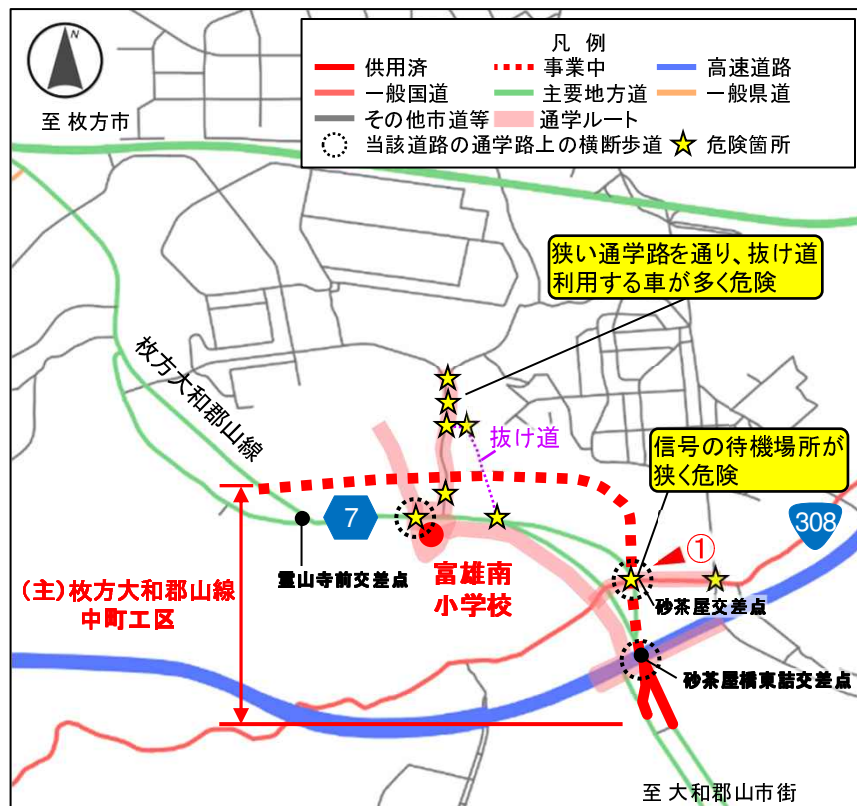 凡 例
供用済 事業中 高速道路
一般国道 主要地方道 一般県道
その他市道等 通学ルート
当該道路の通学路上の横断歩道 危険箇所
至 枚方市
狭い通学路を通り、抜け道
利用する車が多く危険
枚方大和郡山線
抜け道
信号の待機場所が
狭く危険
7
308
①
霊山寺前交差点
富雄南
小学校
砂茶屋交差点
(主)枚方大和郡山線
中町工区
砂茶屋橋東詰交差点
至 大和郡山市街